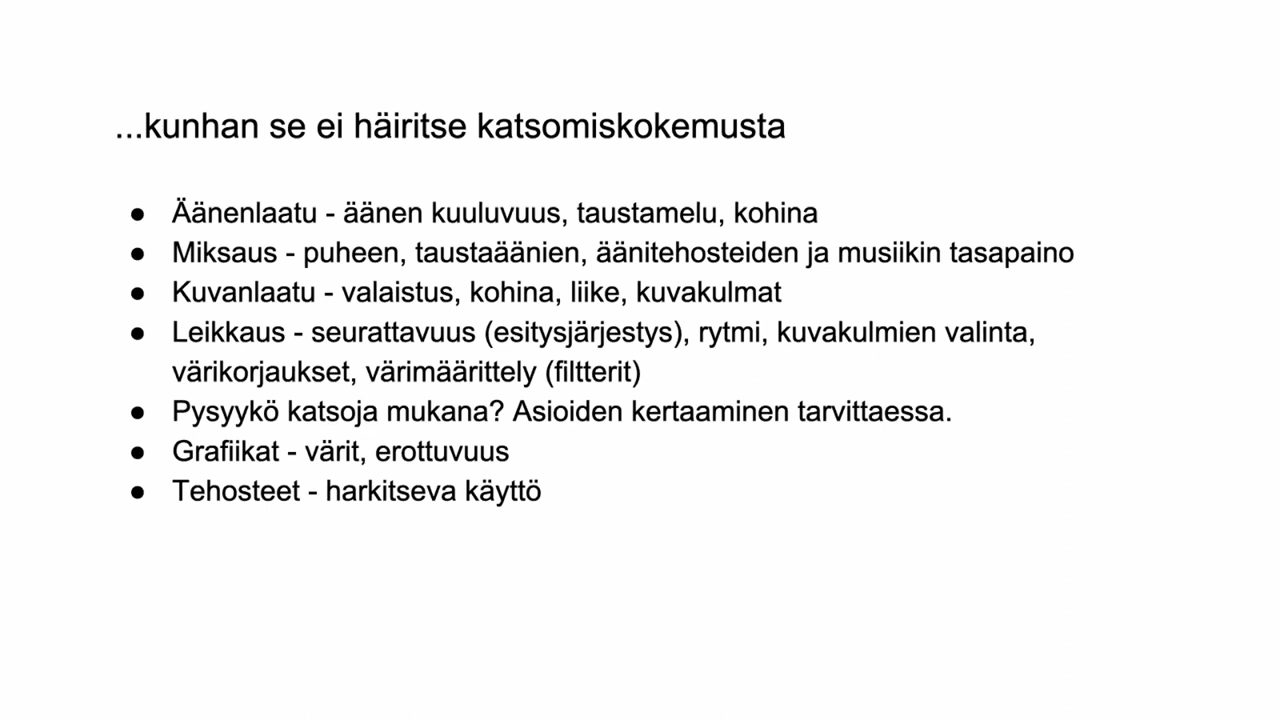 ...kunhan se ei häiritse katsomiskokemusta
● Äänenlaatu - äänen kuuluvuus, taustamelu, kohina
● Miksaus - puheen, taustaäänien, äänitehosteiden ja musiikin tasapaino
● Kuvanlaatu - valaistus, kohina, liike, kuvakulmat
● Leikkaus - seurattavuus (esitysjärjestys), rytmi, kuvakulmien valinta,
värikorjaukset, värimäärittely (filtterit)
● Pysyykö katsoja mukana? Asioiden kertaaminen tarvittaessa.
● Grafiikat - värit, erottuvuus
● Tehosteet - harkitseva käyttö